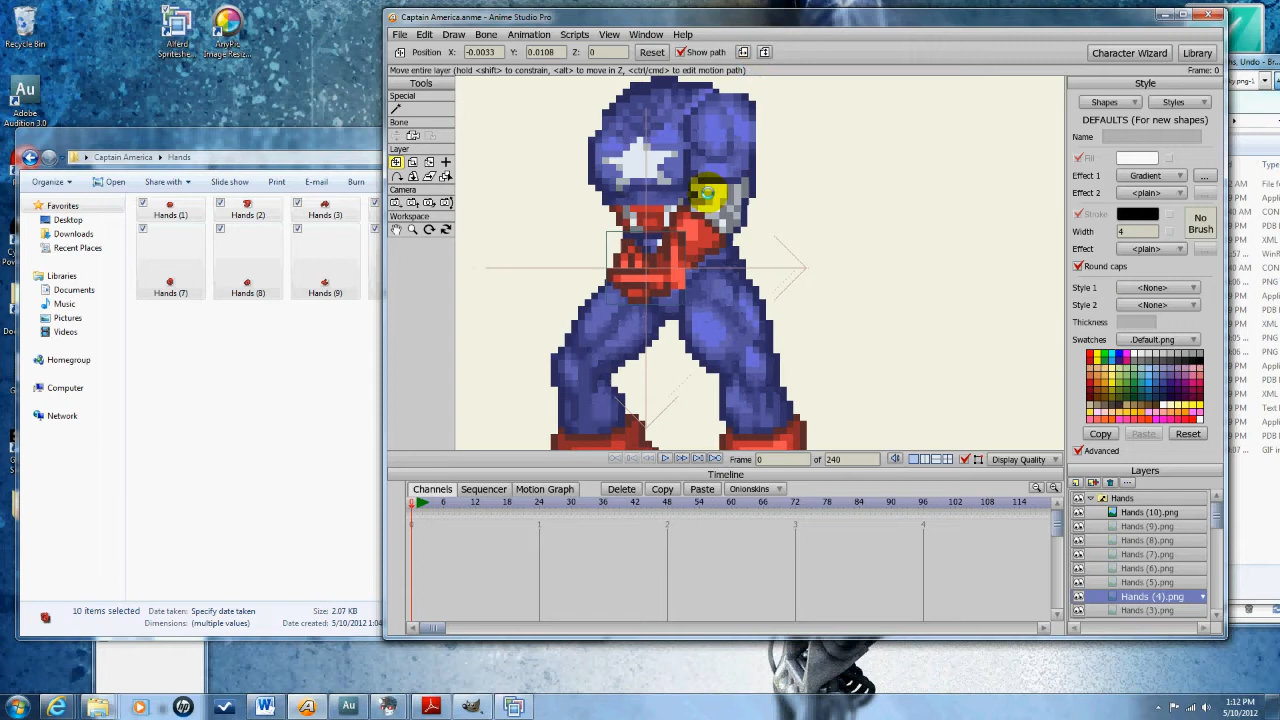 Recycle Bin
Alferd Spriteshe...
AnyPic Image Resiz...
Adobe Audition 3.0
Captain America.anme - Anime Studio Pro
File Edit Draw Bone Animation Scripts View Window Help
Position X: -0.0033 Y: 0.0108 Z: 0 Reset Show path Character Wizard Library
Move entire layer (hold <shift> to constrain, <alt> to move in Z, <ctrl/cmd> to edit motion path) Frame: 0
Tools
Special
Bone
Layer
Camera
Workspace
Captain America Hands
Organize Open Share with Slide show Print E-mail Burn
Favorites
Desktop
Downloads
Recent Places
Libraries
Documents
Music
Pictures
Videos
Homegroup
Computer
Network
Hands (1) Hands (2) Hands (3)
Hands (7) Hands (8) Hands (9)
10 items selected Date taken: Specify date taken Size: 2.07 KB
Dimensions: (multiple values) Date created: 5/10/2012 1:04
Style
Shapes Styles
DEFAULTS (For new shapes)
Name
Fill
Effect 1 Gradient ...
Effect 2 <plain>
Stroke
Width 4
No Brush
Effect <plain>
Round caps
Style 1 <None>
Style 2 <None>
Thickness
Swatches .Default.png
Copy Paste Reset
Advanced
Frame 0 of 240 Display Quality
Timeline
Channels Sequencer Motion Graph Delete Copy Paste Onionskins
0 6 12 18 24 30 36 42 48 54 60 66 72 78 84 90 96 102 108 114
0 1 2 3 4
Layers
Hands
Hands (10).png
Hands (9).png
Hands (8).png
Hands (7).png
Hands (6).png
Hands (5).png
Hands (4).png
Hands (3).png
1:12 PM
5/10/2012